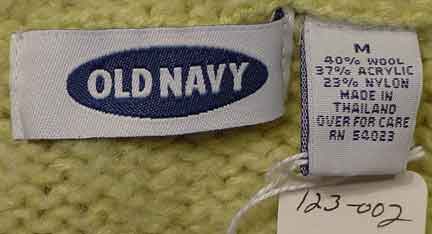 OLD NAVY
M
40% WOOL
37% ACRYLIC
23% NYLON
MADE IN
THAILAND
OVER FOR CARE
RN 54023
123-002